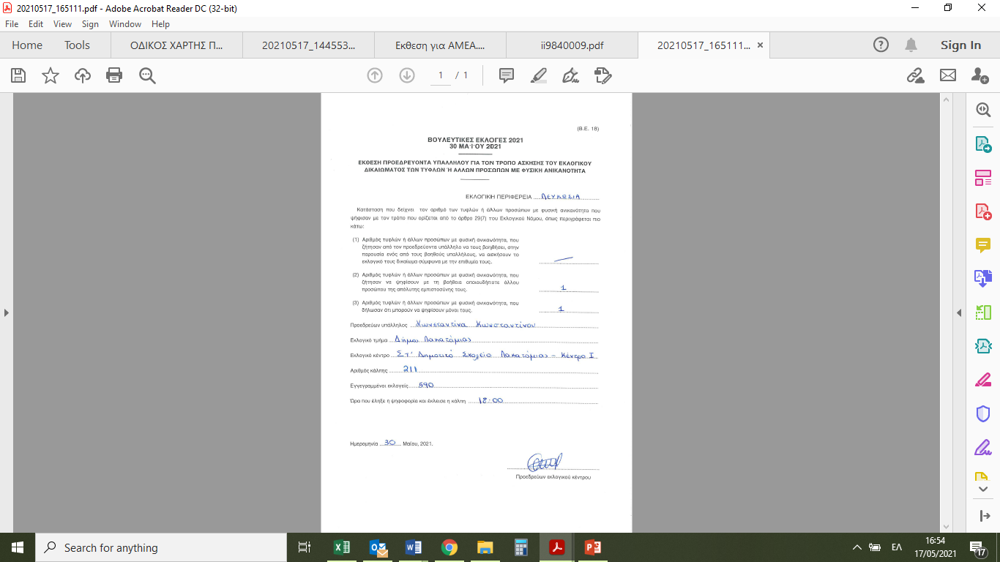 20210517_165111.pdf - Adobe Acrobat Reader DC (32-bit)
File Edit View Sign Window Help
Home Tools ΟΔΙΚΟΣ ΧΑΡΤΗΣ Π... 20210517_144553... Εκθεση για ΑΜΕΑ.... ii9840009.pdf 20210517_165111... ×
Sign In
1 / 1
(Β.Ε. 18)
ΒΟΥΛΕΥΤΙΚΕΣ ΕΚΛΟΓΕΣ 2021
30 ΜΑΪΟΥ 2021
ΕΚΘΕΣΗ ΠΡΟΕΔΡΕΥΟΝΤΑ ΥΠΑΛΛΗΛΟΥ ΓΙΑ ΤΟΝ ΤΡΟΠΟ ΑΣΚΗΣΗΣ ΤΟΥ ΕΚΛΟΓΙΚΟΥ
ΔΙΚΑΙΩΜΑΤΟΣ ΤΩΝ ΤΥΦΛΩΝ Ή ΑΛΛΩΝ ΠΡΟΣΩΠΩΝ ΜΕ ΦΥΣΙΚΗ ΑΝΙΚΑΝΟΤΗΤΑ
ΕΚΛΟΓΙΚΗ ΠΕΡΙΦΕΡΕΙΑ ΛΕΥΚΩΣΙΑ
Κατάσταση που δείχνει τον αριθμό των τυφλών ή άλλων προσώπων με φυσική ανικανότητα που
ψήφισαν με τον τρόπο που ορίζεται από το άρθρο 29(7) του Εκλογικού Νόμου, όπως περιγράφεται πιο
κάτω:
(1) Αριθμός τυφλών ή άλλων προσώπων με φυσική ανικανότητα, που
ζήτησαν από τον προεδρεύοντα υπάλληλο να τους βοηθήσει, στην
παρουσία ενός από τους βοηθούς υπαλλήλους, να ασκήσουν το
εκλογικό τους δικαίωμα σύμφωνα με την επιθυμία τους. —
(2) Αριθμός τυφλών ή άλλων προσώπων με φυσική ανικανότητα, που
ζήτησαν να ψηφίσουν με τη βοήθεια οποιουδήποτε άλλου
προσώπου της απόλυτης εμπιστοσύνης τους. 1
(3) Αριθμός τυφλών ή άλλων προσώπων με φυσική ανικανότητα, που
δήλωσαν ότι μπορούν να ψηφίσουν μόνοι τους. 1
Προεδρεύων υπάλληλος Κωνσταντίνα Κωνσταντίνου
Εκλογικό τμήμα Δήμου Λακατάμιας
Εκλογικό κέντρο Στ' Δημοτικό Σχολείο Λακατάμιας - Κέντρο Ι
Αριθμός κάλπης 211
Εγγεγραμμένοι εκλογείς 590
Ώρα που έληξε η ψηφοφορία και έκλεισε η κάλπη 18:00
Ημερομηνία 30 Μαΐου, 2021.
Προεδρεύων εκλογικού κέντρου
Search for anything
ΕΛ
16:54
17/05/2021
17